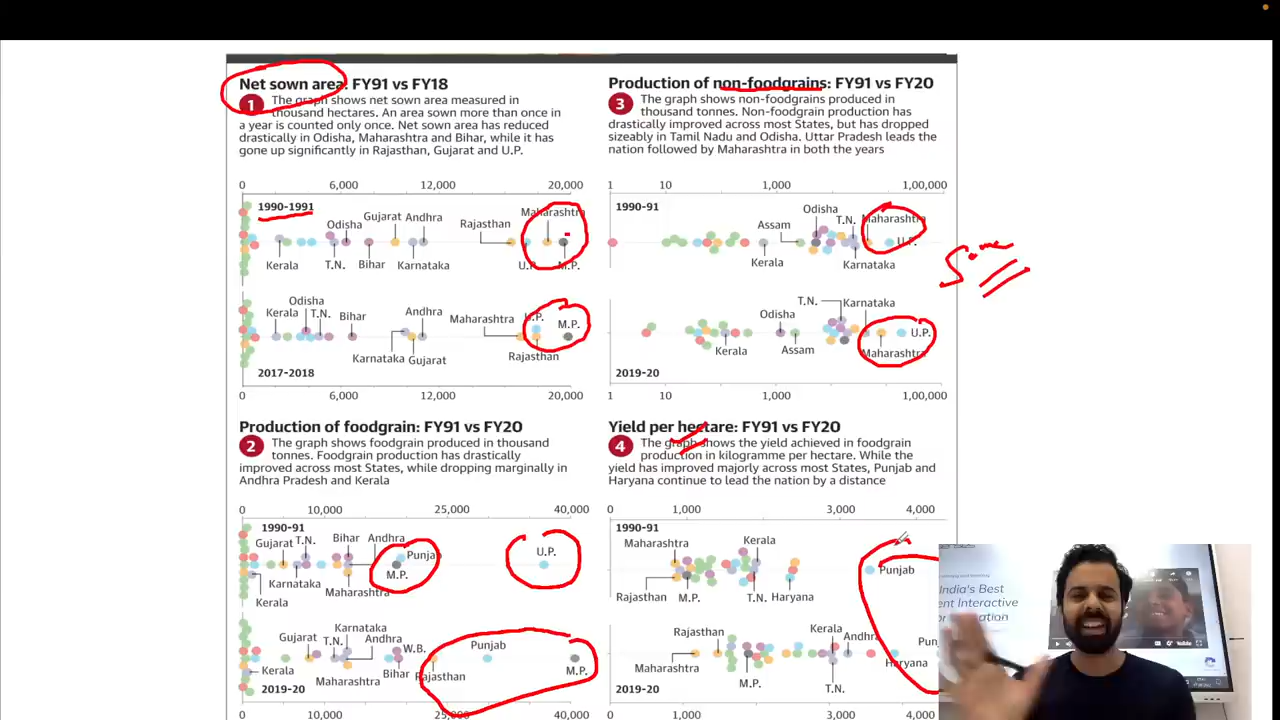 Net sown area: FY91 vs FY18
1 The graph shows net sown area measured in
thousand hectares. An area sown more than once in
a year is counted only once. Net sown area has reduced
drastically in Odisha, Maharashtra and Bihar, while it has
gone up significantly in Rajasthan, Gujarat and U.P.
0 6,000 12,000 20,000
1990-1991
Maharashtra
Gujarat Andhra
Odisha Rajasthan
Kerala T.N. Bihar Karnataka U.P. M.P.
Odisha
Kerala T.N. Bihar Andhra Maharashtra U.P. M.P.
Karnataka Gujarat Rajasthan
2017-2018
0 6,000 12,000 20,000
Production of non-foodgrains: FY91 vs FY20
3 The graph shows non-foodgrains produced in
thousand tonnes. Non-foodgrain production has
drastically improved across most States, but has dropped
sizeably in Tamil Nadu and Odisha. Uttar Pradesh leads the
nation followed by Maharashtra in both the years
1 10 1,000 1,00,000
1990-91
Odisha Maharashtra
Assam T.N.
U.P.
Kerala Karnataka
Same
T.N. Karnataka
Odisha U.P.
Kerala Assam Maharashtra
2019-20
0 10 1,000 1,00,000
Production of foodgrain: FY91 vs FY20
2 The graph shows foodgrain produced in thousand
tonnes. Foodgrain production has drastically
improved across most States, while dropping marginally in
Andhra Pradesh and Kerala
0 10,000 25,000 40,000
1990-91
Gujarat T.N. Bihar Andhra Punjab U.P.
Karnataka M.P.
Kerala Maharashtra
Karnataka
Gujarat T.N. Andhra W.B. Punjab
Kerala Maharashtra Bihar Rajasthan M.P.
2019-20
0 10,000 25,000 40,000
Yield per hectare: FY91 vs FY20
4 The graph shows the yield achieved in foodgrain
production in kilogramme per hectare. While the
yield has improved majorly across most States, Punjab and
Haryana continue to lead the nation by a distance
0 1,000 3,000 4,000
1990-91
Maharashtra Kerala
Punjab
Rajasthan M.P. T.N. Haryana
Rajasthan Kerala Andhra Pun
Maharashtra M.P. T.N. Haryana
2019-20
0 1,000 3,000 4,000
India's Best
ent Interactive